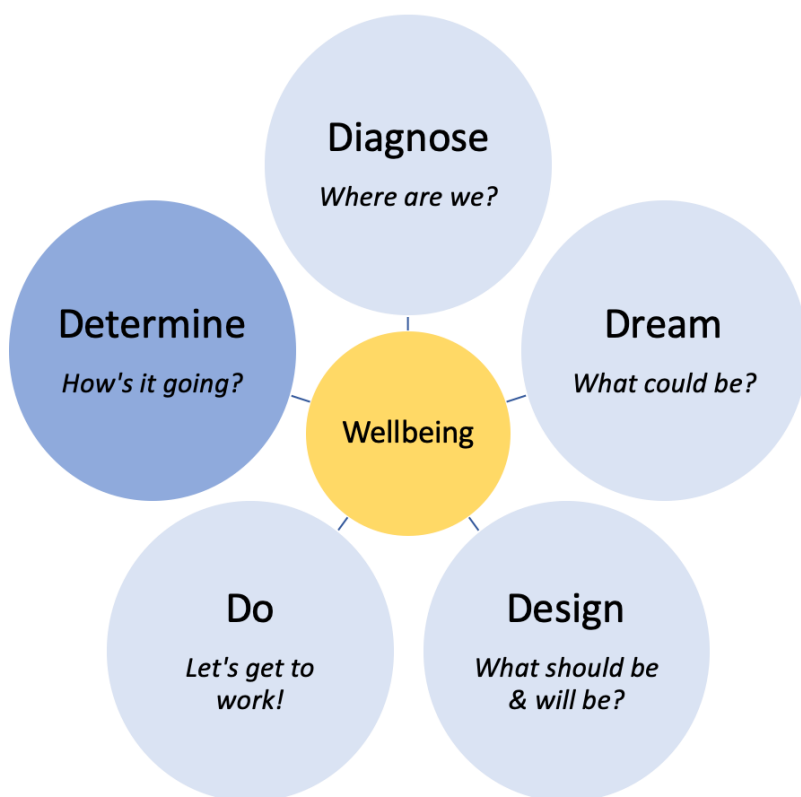 Diagnose
Where are we?
Dream
What could be?
Design
What should be
& will be?
Do
Let's get to
work!
Determine
How's it going?
Wellbeing